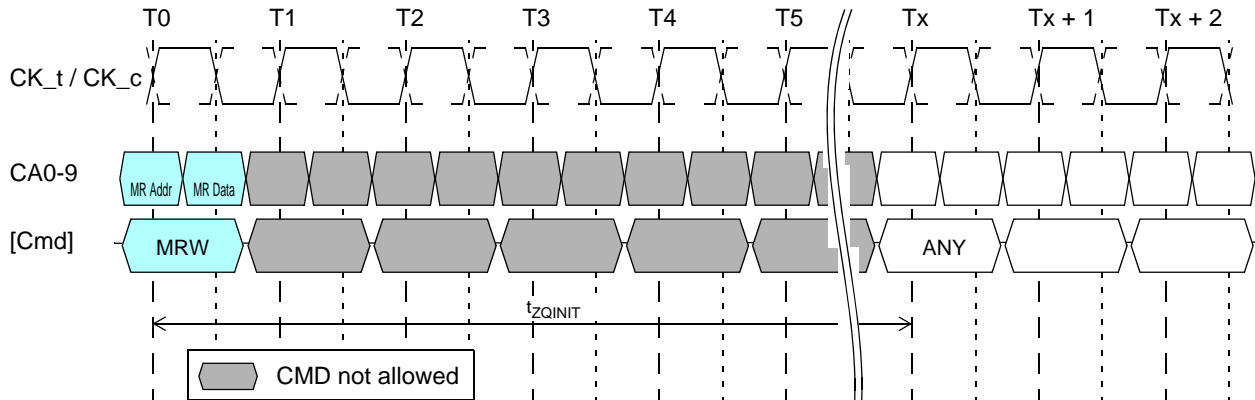 T0 T1 T2 T3 T4 T5 Tx Tx + 1 Tx + 2
CK_t / CK_c
CA0-9 MR Addr MR Data
[Cmd] MRW ANY
tZQINIT
CMD not allowed